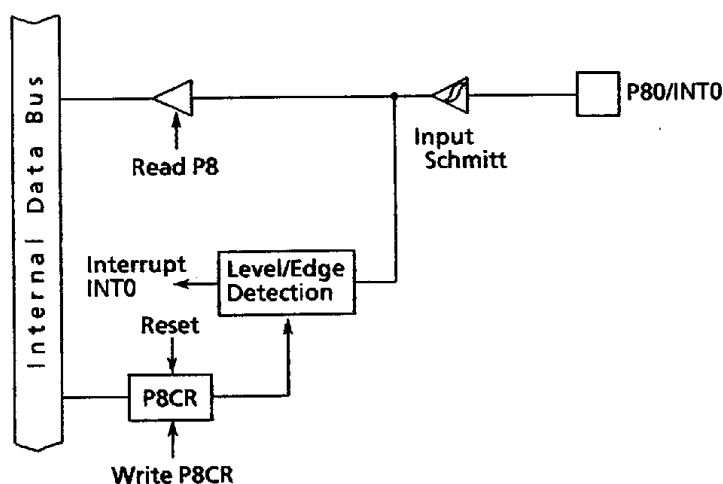 P80/INT0
Input
Schmitt
Read P8
Internal Data Bus
Interrupt
INT0
Level/Edge
Detection
Reset
P8CR
Write P8CR